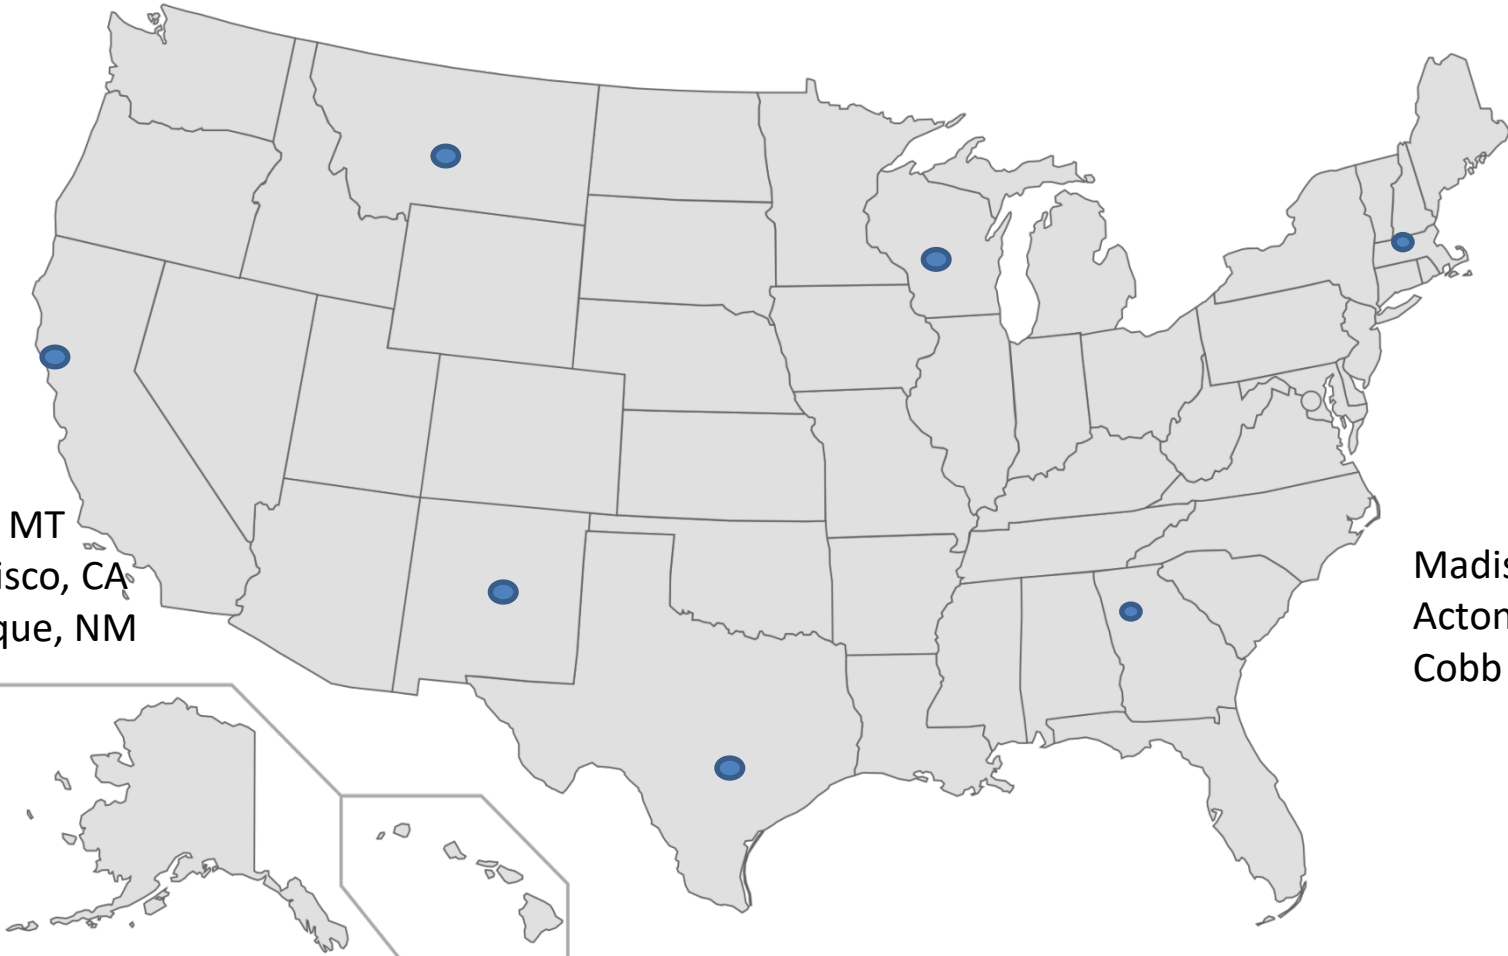 MT
isco, CA
que, NM
Madis
Acton
Cobb